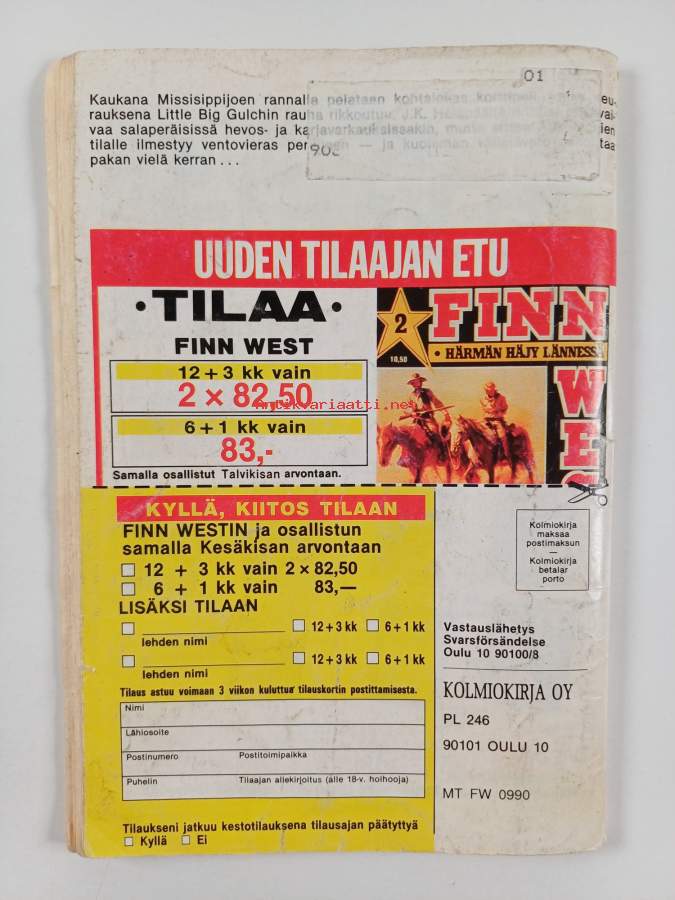 01
Kaukana Missisippijoen rannalla pelataan kohtalokas
rauksena Little Big Gulchin rauha rikkoutuu. J.K.
vaa salaperäisissä hevos- ja karjavarkauksissakin,
tilalle ilmestyy ventovieras ja
pakan vielä kerran . . .
UUDEN TILAAJAN ETU
• TILAA •
FINN WEST
12 + 3 kk vain
2 × 82,50
6 + 1 kk vain
83,-
Samalla osallistut Talvikisan arvontaan.
2
10,50
FINN
• HÄRMÄN HÄJY LÄNNESSÄ
WES
antikvariaatti.net
KYLLÄ, KIITOS TILAAN
FINN WESTIN ja osallistun
samalla Kesäkisan arvontaan
12 + 3 kk vain 2 × 82,50
6 + 1 kk vain 83,—
LISÄKSI TILAAN
12 + 3 kk 6 + 1 kk
lehden nimi
12 + 3 kk 6 + 1 kk
lehden nimi
Tilaus astuu voimaan 3 viikon kuluttua tilauskortin postittamisesta.
Nimi
Lähiosoite
Postinumero Postitoimipaikka
Puhelin Tilaajan allekirjoitus (alle 18-v. hoihooja)
Tilaukseni jatkuu kestotilauksena tilausajan päätyttyä
Kyllä Ei
Kolmiokirja
maksaa
postimaksun
—
Kolmiokirja
betalar
porto
Vastauslähetys
Svarsförsändelse
Oulu 10 90100/8
KOLMIOKIRJA OY
PL 246
90101 OULU 10
MT FW 0990